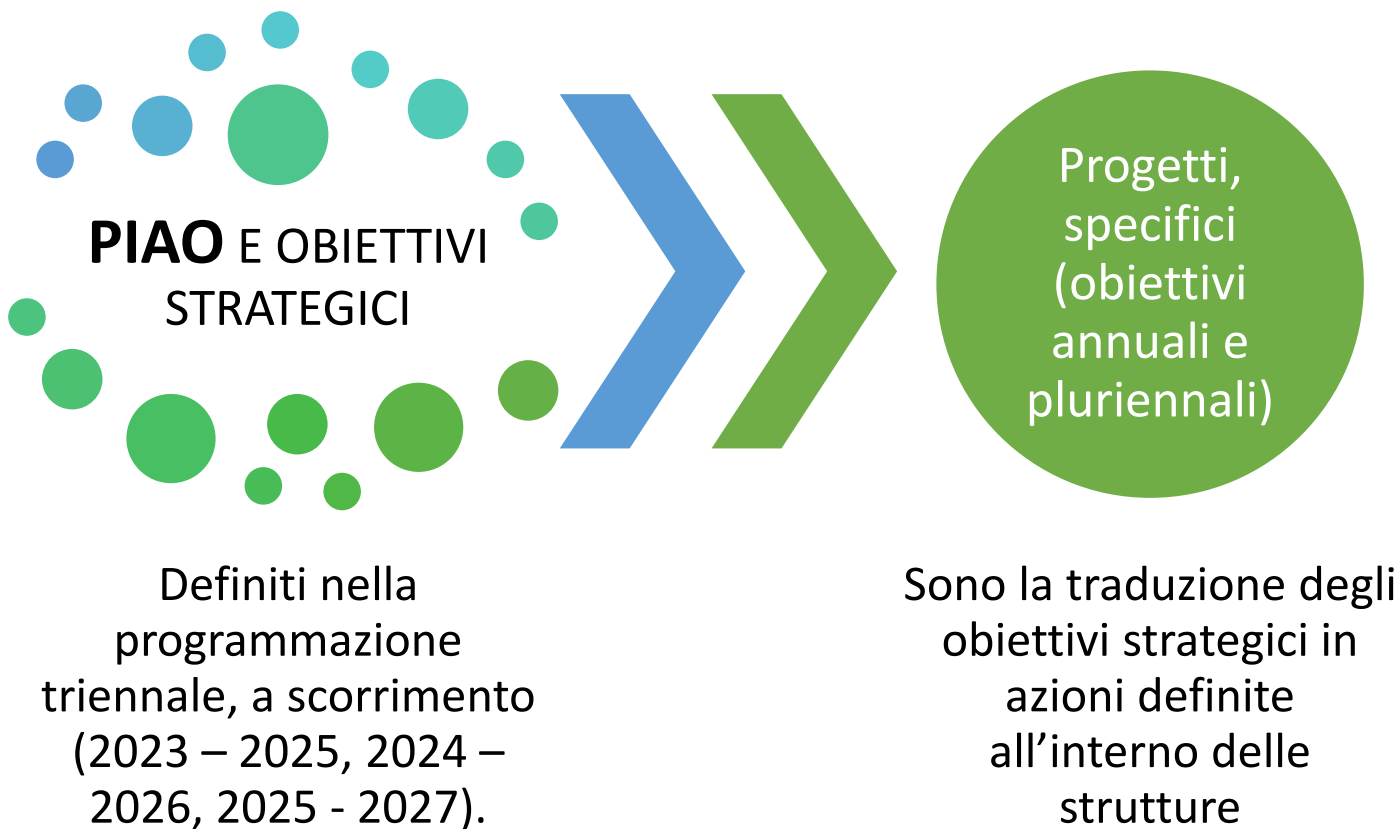 PIAO E OBIETTIVI
STRATEGICI
Progetti,
specifici
(obiettivi
annuali e
pluriennali)
Definiti nella
programmazione
triennale, a scorrimento
(2023 – 2025, 2024 –
2026, 2025 - 2027).
Sono la traduzione degli
obiettivi strategici in
azioni definite
all’interno delle
strutture